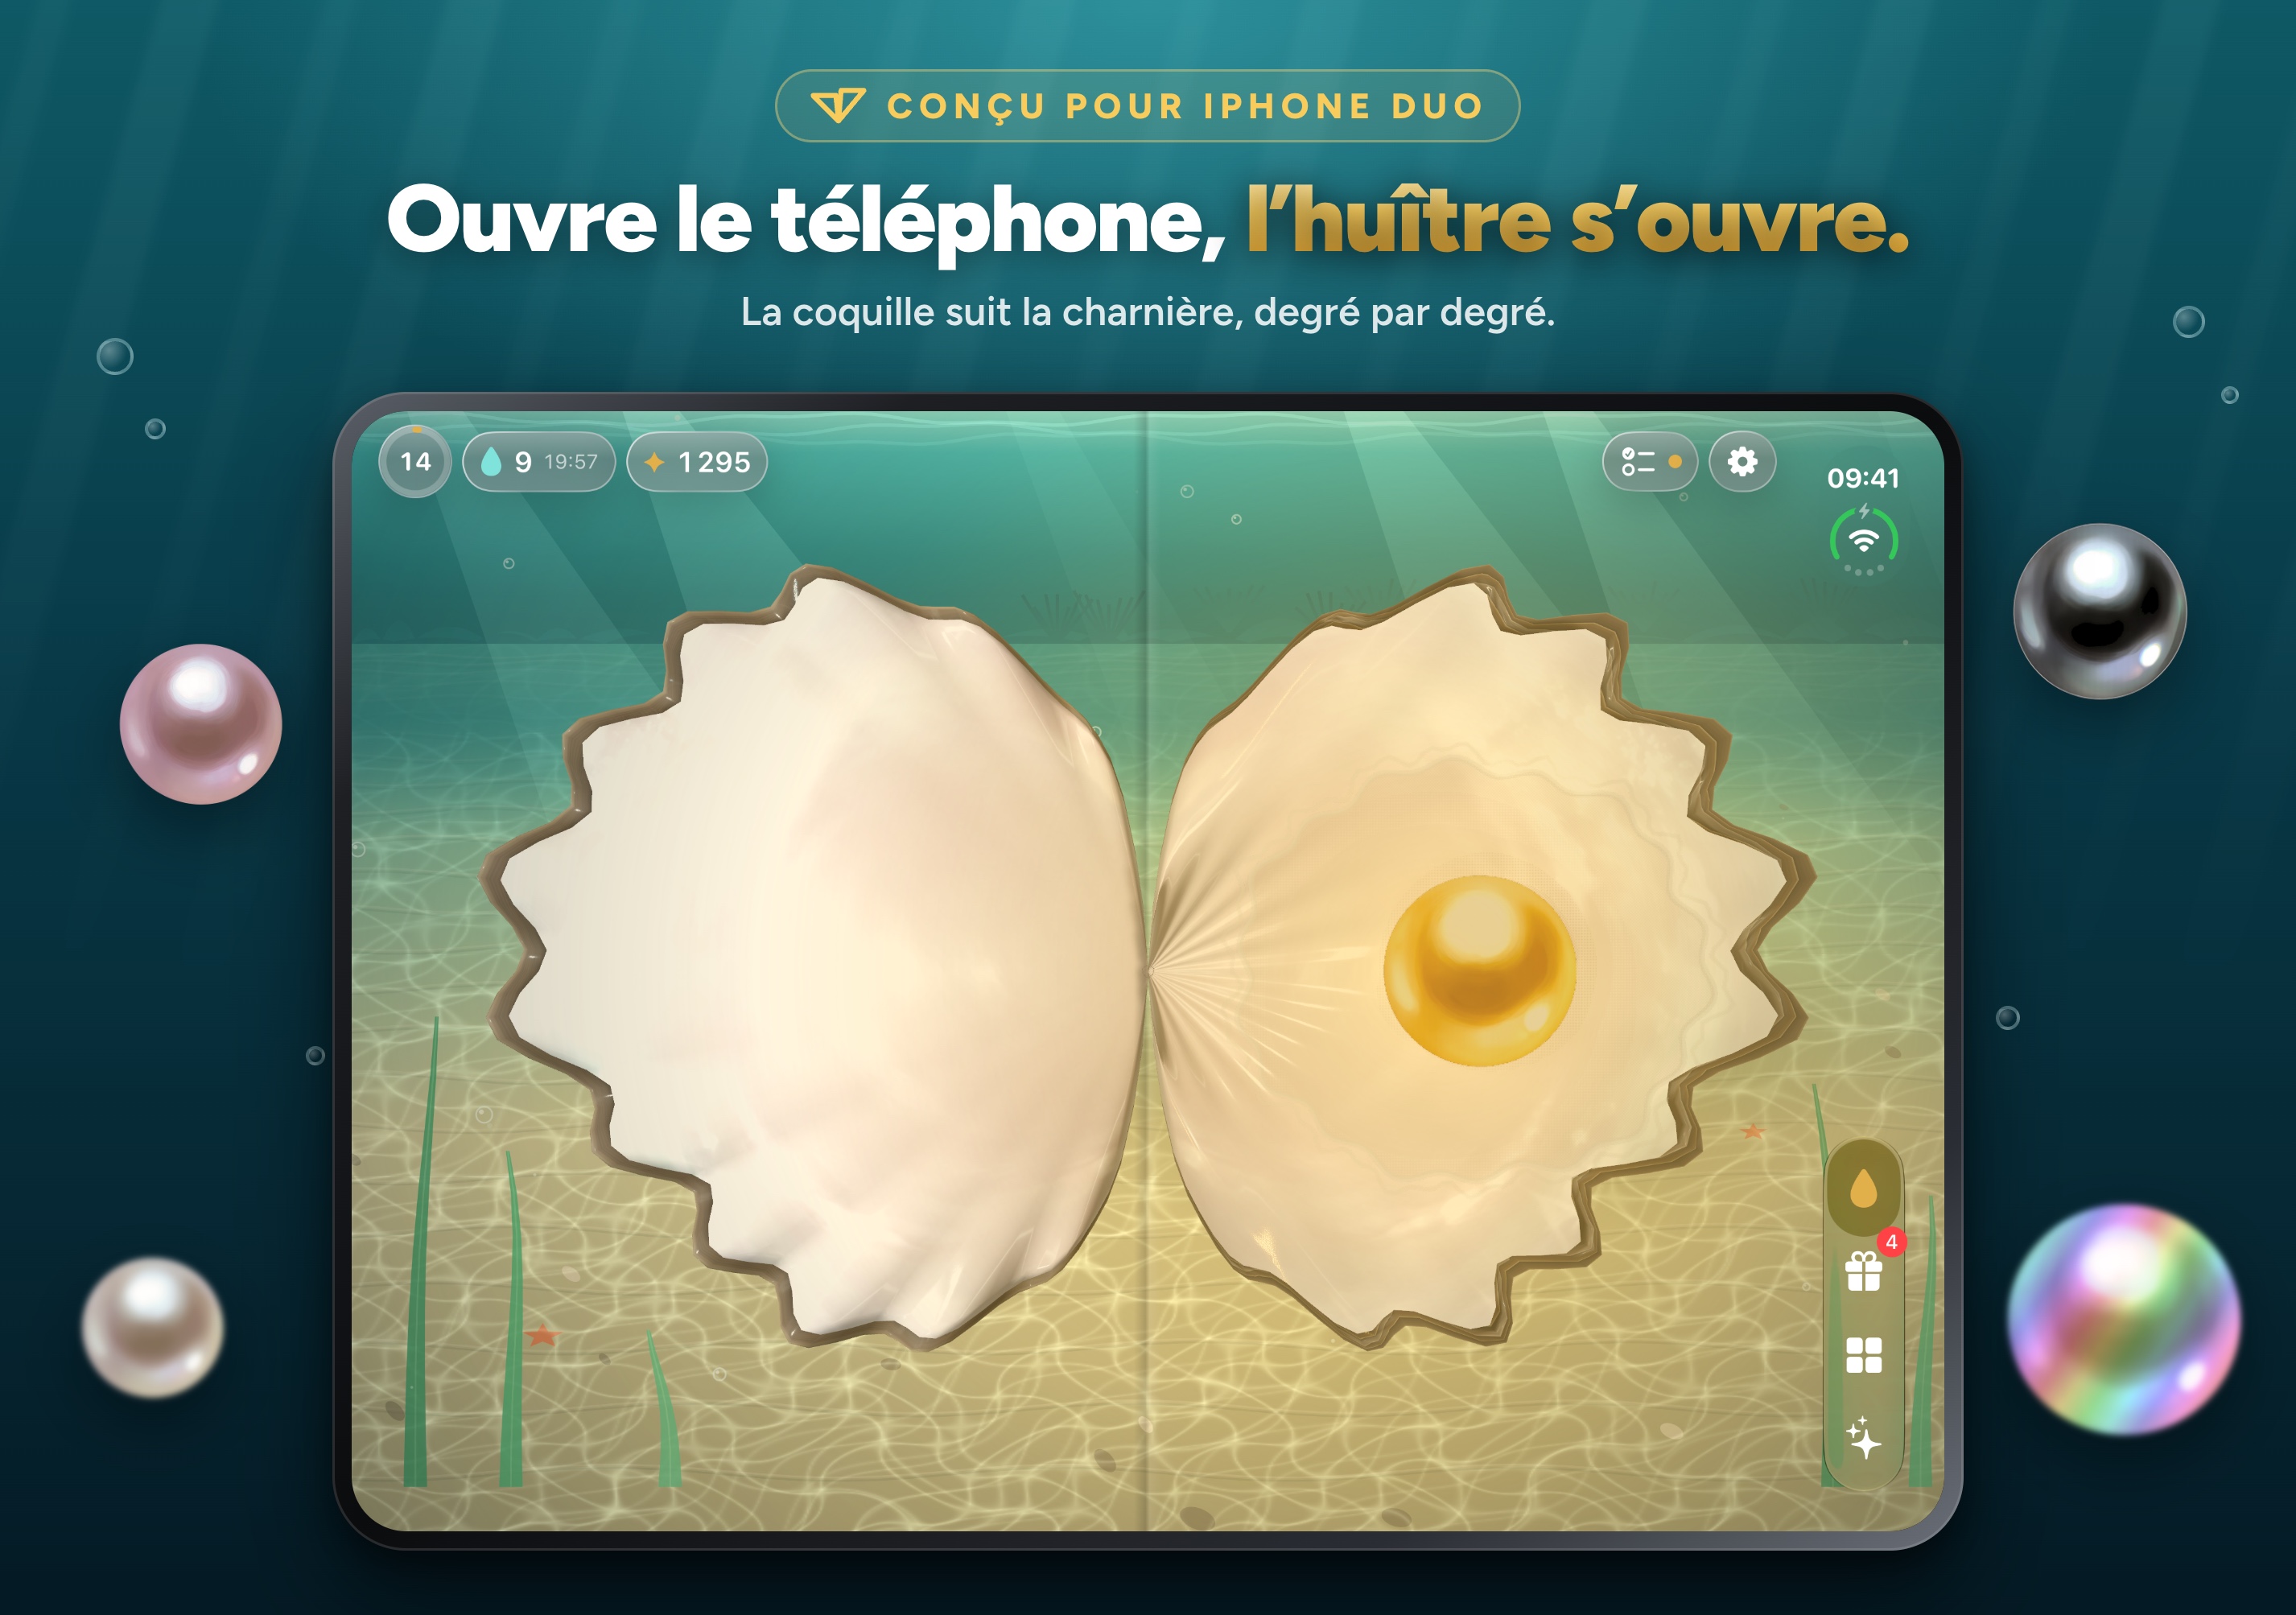 CONÇU POUR IPHONE DUO
Ouvre le téléphone, l’huître s’ouvre.
La coquille suit la charnière, degré par degré.
14 9 19:57 1 295
09:41
4